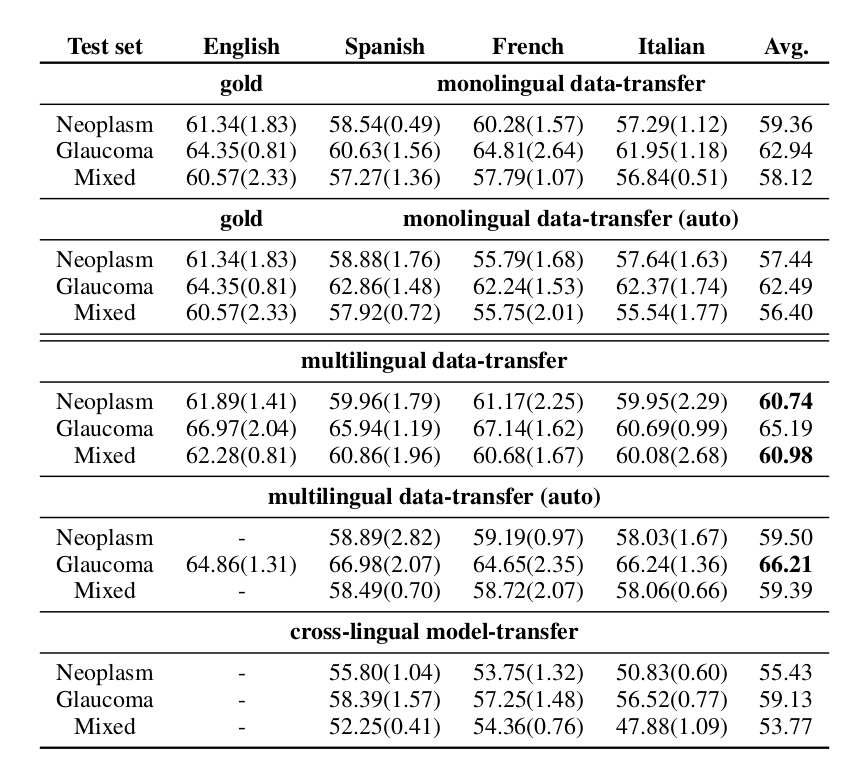 Test set English Spanish French Italian Avg.
gold monolingual data-transfer
Neoplasm 61.34(1.83) 58.54(0.49) 60.28(1.57) 57.29(1.12) 59.36
Glaucoma 64.35(0.81) 60.63(1.56) 64.81(2.64) 61.95(1.18) 62.94
Mixed 60.57(2.33) 57.27(1.36) 57.79(1.07) 56.84(0.51) 58.12
gold monolingual data-transfer (auto)
Neoplasm 61.34(1.83) 58.88(1.76) 55.79(1.68) 57.64(1.63) 57.44
Glaucoma 64.35(0.81) 62.86(1.48) 62.24(1.53) 62.37(1.74) 62.49
Mixed 60.57(2.33) 57.92(0.72) 55.75(2.01) 55.54(1.77) 56.40
multilingual data-transfer
Neoplasm 61.89(1.41) 59.96(1.79) 61.17(2.25) 59.95(2.29) 60.74
Glaucoma 66.97(2.04) 65.94(1.19) 67.14(1.62) 60.69(0.99) 65.19
Mixed 62.28(0.81) 60.86(1.96) 60.68(1.67) 60.08(2.68) 60.98
multilingual data-transfer (auto)
Neoplasm - 58.89(2.82) 59.19(0.97) 58.03(1.67) 59.50
Glaucoma 64.86(1.31) 66.98(2.07) 64.65(2.35) 66.24(1.36) 66.21
Mixed - 58.49(0.70) 58.72(2.07) 58.06(0.66) 59.39
cross-lingual model-transfer
Neoplasm - 55.80(1.04) 53.75(1.32) 50.83(0.60) 55.43
Glaucoma - 58.39(1.57) 57.25(1.48) 56.52(0.77) 59.13
Mixed - 52.25(0.41) 54.36(0.76) 47.88(1.09) 53.77